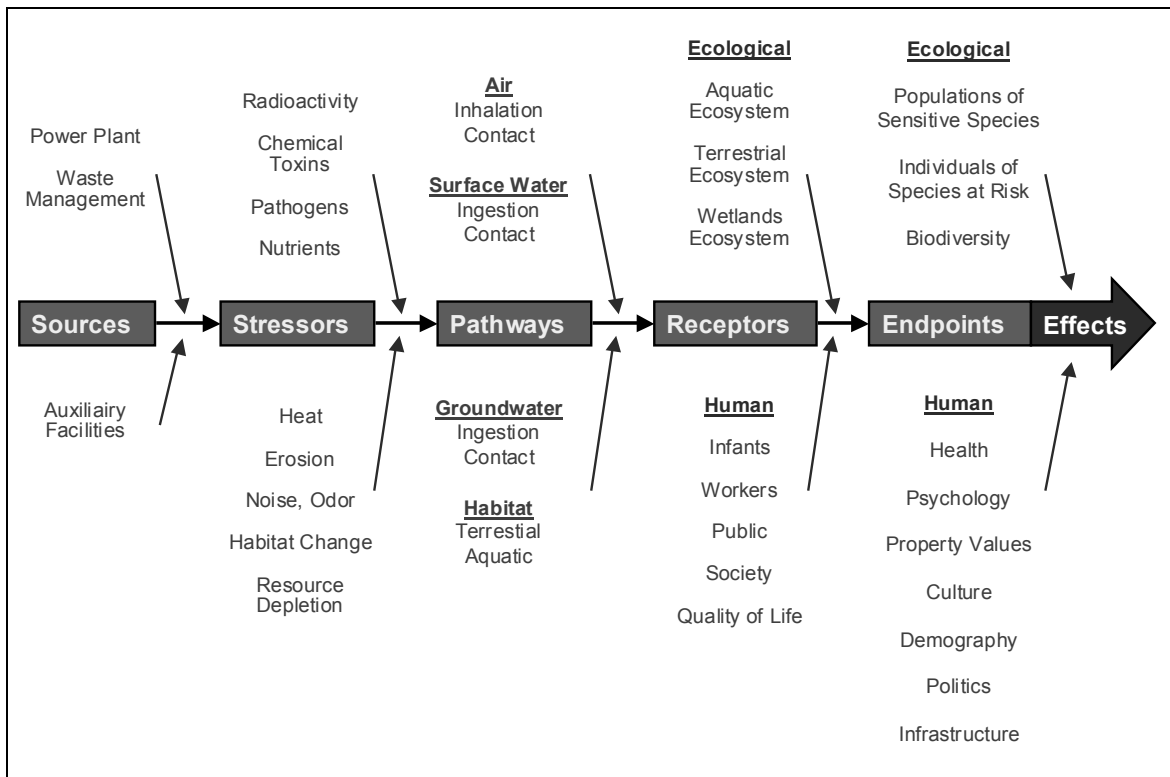 Power Plant
Waste
Management
Radioactivity
Chemical
Toxins
Pathogens
Nutrients
Air
Inhalation
Contact
Surface Water
Ingestion
Contact
Ecological
Aquatic
Ecosystem
Terrestrial
Ecosystem
Wetlands
Ecosystem
Ecological
Populations of
Sensitive Species
Individuals of
Species at Risk
Biodiversity
Sources
Stressors
Pathways
Receptors
Endpoints
Effects
Auxiliairy
Facilities
Heat
Erosion
Noise, Odor
Habitat Change
Resource
Depletion
Groundwater
Ingestion
Contact
Habitat
Terrestial
Aquatic
Human
Infants
Workers
Public
Society
Quality of Life
Human
Health
Psychology
Property Values
Culture
Demography
Politics
Infrastructure